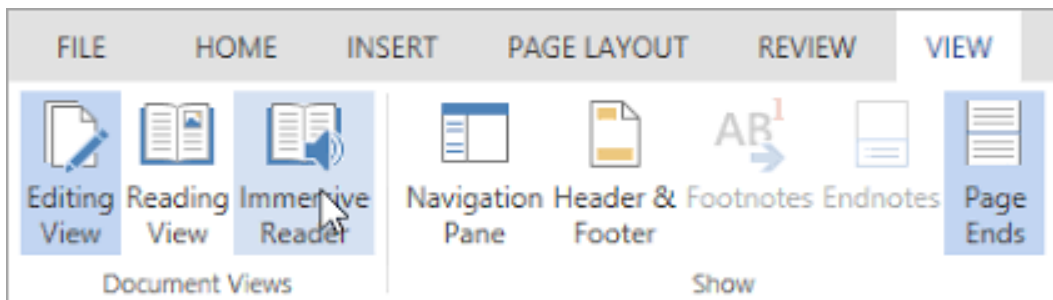 FILE HOME INSERT PAGE LAYOUT REVIEW VIEW
Editing View
Reading View
Immersive Reader
Navigation Pane
Header & Footer
AB1
Footnotes
Endnotes
Page Ends
Document Views
Show